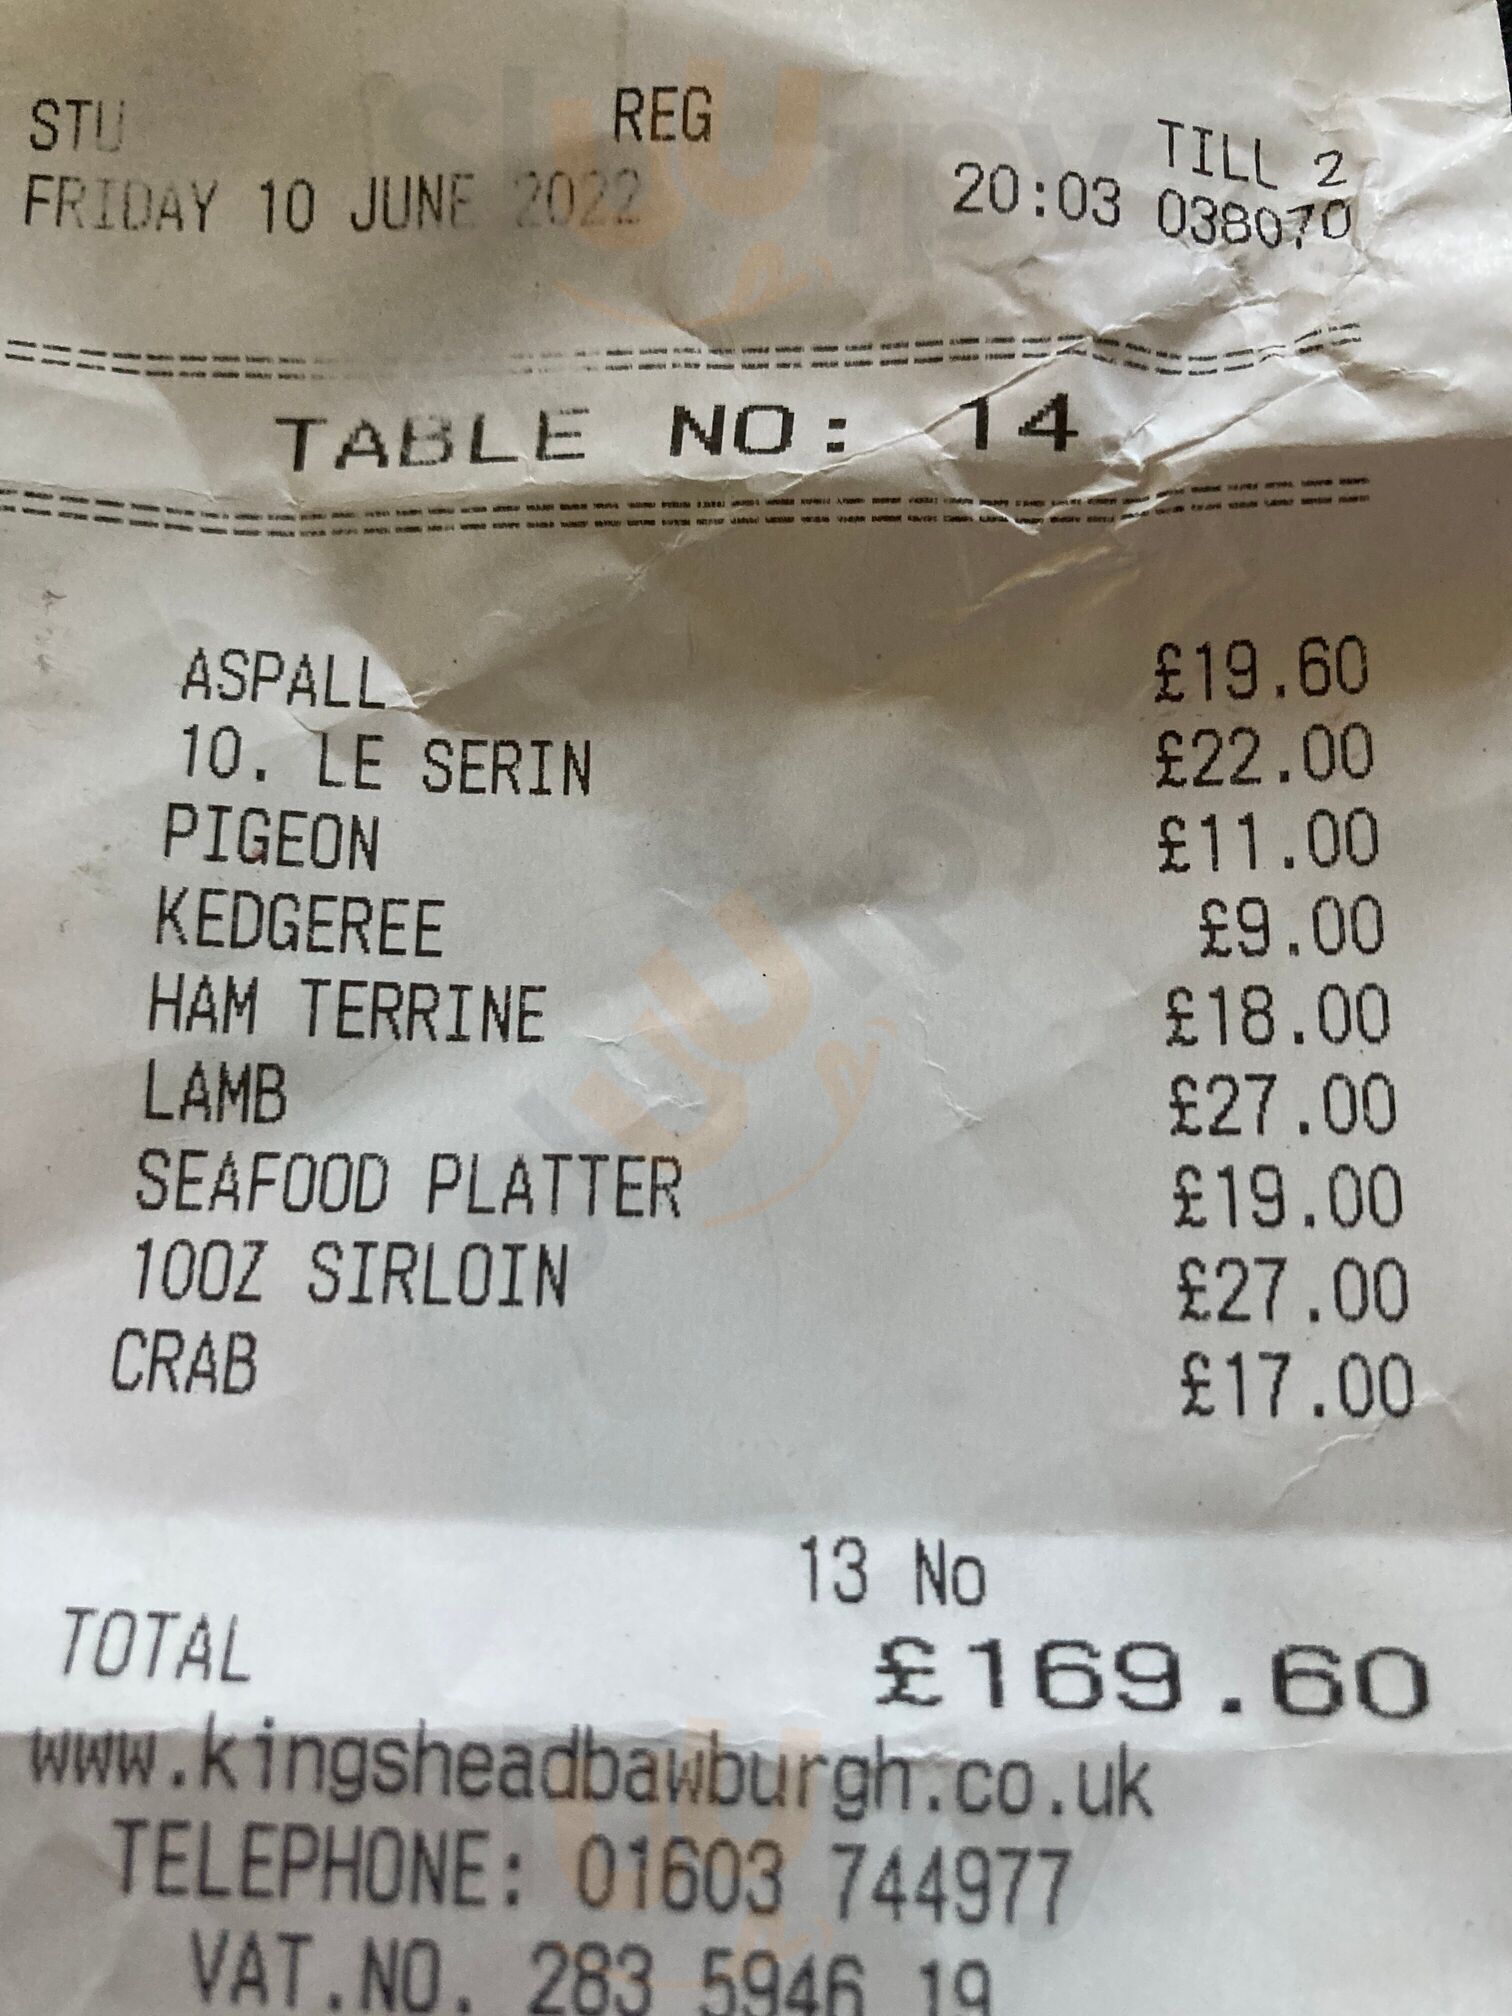 STU REG TILL 2
FRIDAY 10 JUNE 2022 20:03 038070
TABLE NO: 14
ASPALL £19.60
10. LE SERIN £22.00
PIGEON £11.00
KEDGEREE £9.00
HAM TERRINE £18.00
LAMB £27.00
SEAFOOD PLATTER £19.00
10OZ SIRLOIN £27.00
CRAB £17.00
13 No
TOTAL £169.60
www.kingsheadbawburgh.co.uk
TELEPHONE: 01603 744977
VAT.NO. 283 5946 19